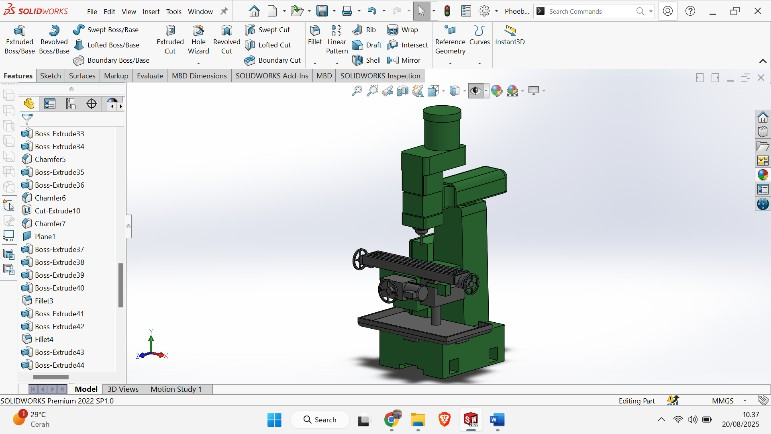 SOLIDWORKS File Edit View Insert Tools Window Phoeb... Search Commands
Extruded Boss/Base
Revolved Boss/Base
Swept Boss/Base
Lofted Boss/Base
Boundary Boss/Base
Extruded Cut
Hole Wizard
Revolved Cut
Swept Cut
Lofted Cut
Boundary Cut
Fillet
Linear Pattern
Rib
Draft
Shell
Wrap
Intersect
Mirror
Reference Geometry
Curves
Instant3D
Features Sketch Surfaces Markup Evaluate MBD Dimensions SOLIDWORKS Add-Ins MBD SOLIDWORKS Inspection
Boss-Extrude33
Boss-Extrude34
Chamfer5
Boss-Extrude35
Boss-Extrude36
Chamfer6
Cut-Extrude10
Chamfer7
Plane1
Boss-Extrude37
Boss-Extrude38
Boss-Extrude39
Boss-Extrude40
Fillet3
Boss-Extrude41
Boss-Extrude42
Fillet4
Boss-Extrude43
Boss-Extrude44
Y
X
Z
Model 3D Views Motion Study 1
SOLIDWORKS Premium 2022 SP1.0 Editing Part MMGS
29°C
Cerah
Search
10.37
20/08/2025